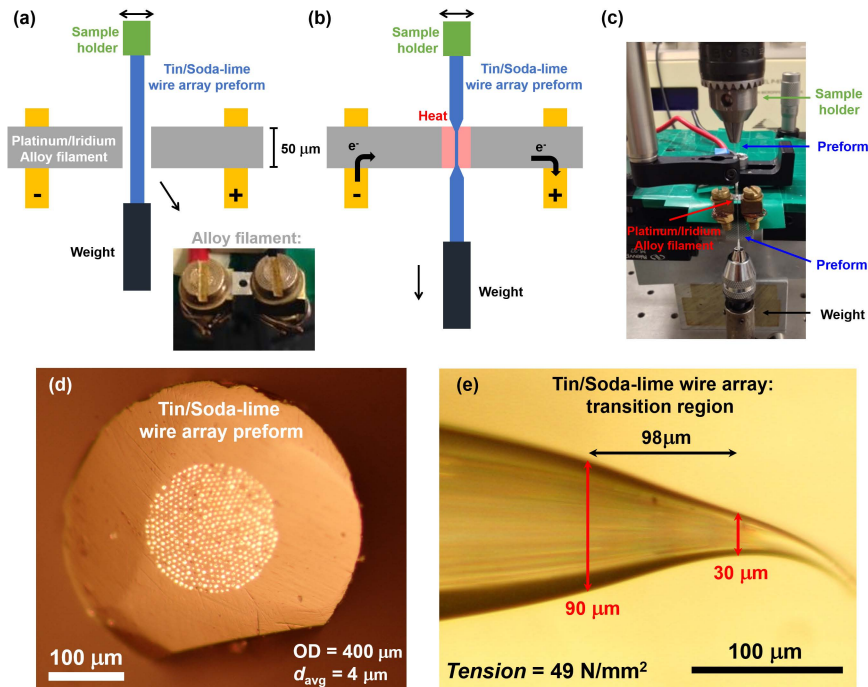 (a)
Sample
holder
Tin/Soda-lime
wire array preform
Platinum/Iridium
Alloy filament
50 μm
-
+
Weight
Alloy filament:
(b)
Sample
holder
Tin/Soda-lime
wire array preform
Heat
e-
e-
-
+
Weight
(c)
Sample
holder
Preform
Platinum/Iridium
Alloy filament
Preform
Weight
(d)
Tin/Soda-lime
wire array preform
100 μm
OD = 400 μm
davg = 4 μm
(e)
Tin/Soda-lime wire array:
transition region
98μm
90 μm
30 μm
Tension = 49 N/mm²
100 μm